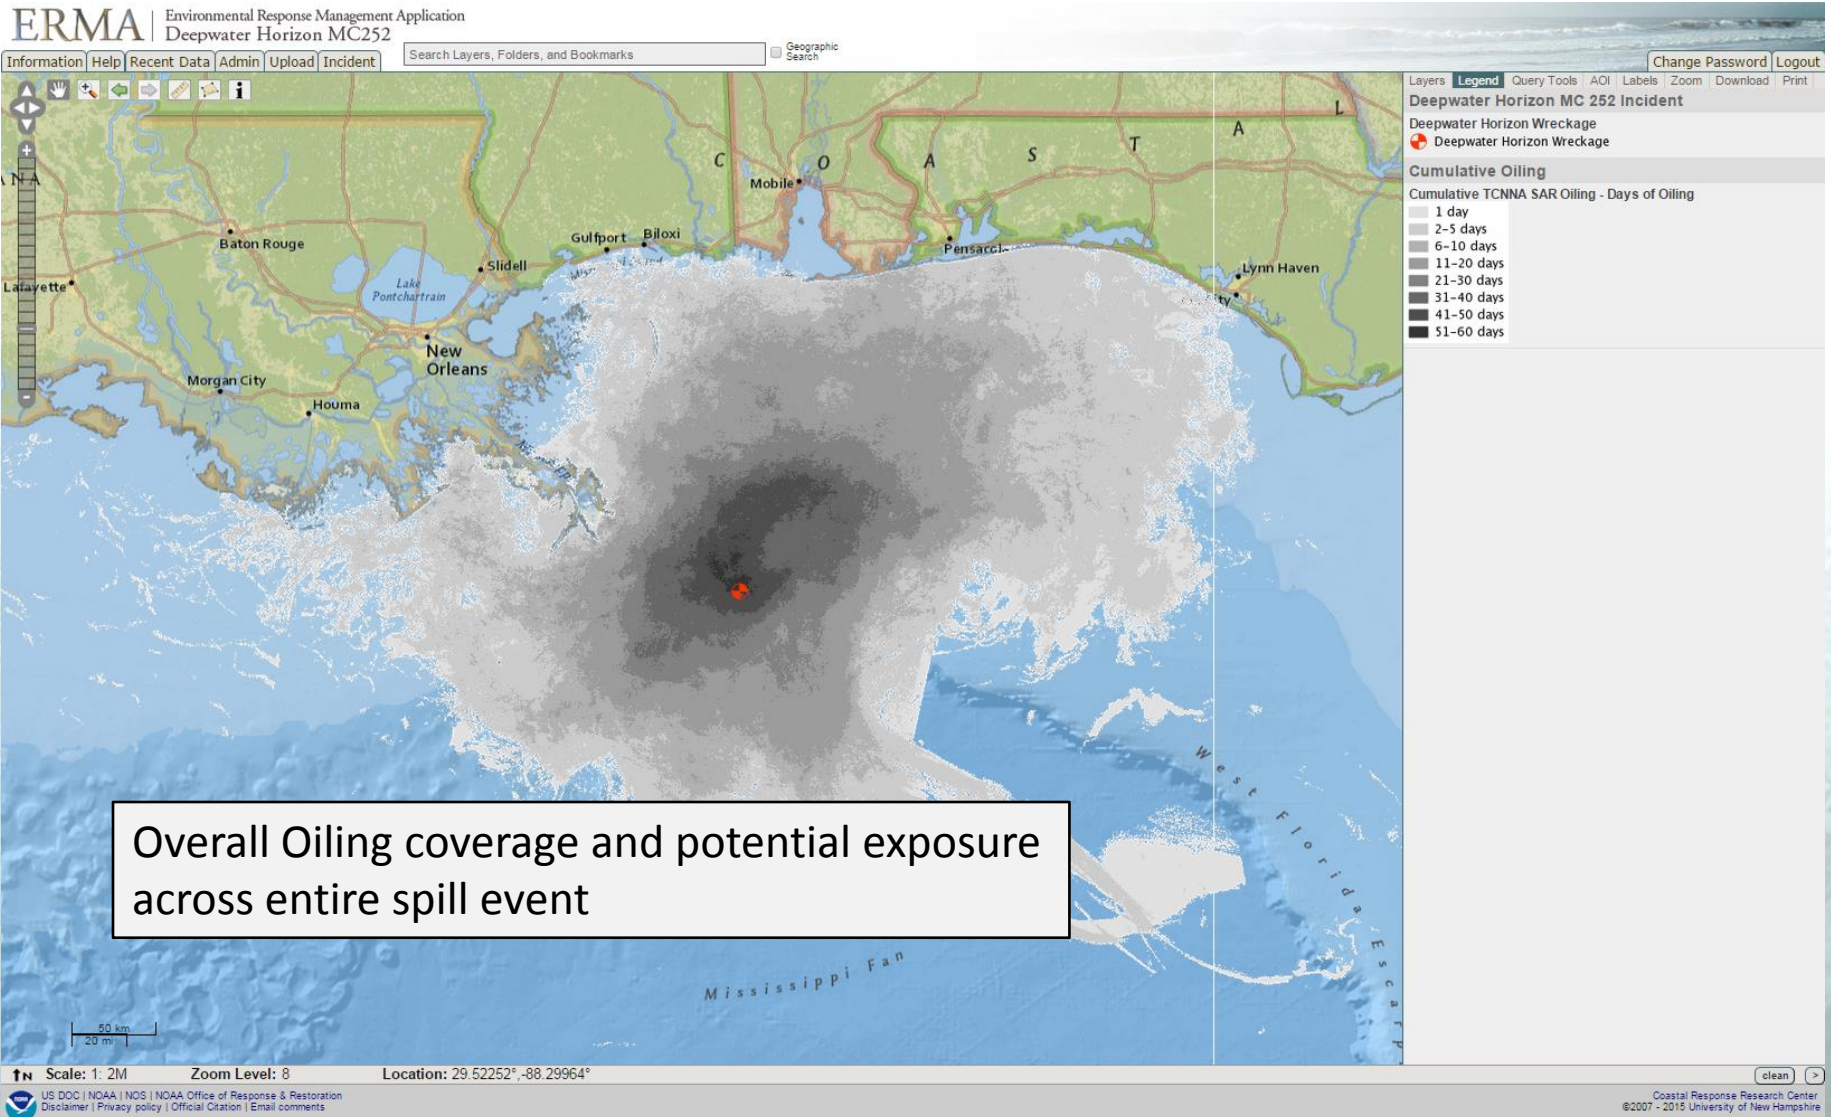 ERMA
Environmental Response Management Application
Deepwater Horizon MC252
Search Layers, Folders, and Bookmarks
Geographic
Search
Information Help Recent Data Admin Upload Incident
Change Password Logout
Layers Legend Query Tools AOI Labels Zoom Download Print
Deepwater Horizon MC 252 Incident
Deepwater Horizon Wreckage
Deepwater Horizon Wreckage
Cumulative Oiling
Cumulative TCNNA SAR Oiling - Days of Oiling
1 day
2-5 days
6-10 days
11-20 days
21-30 days
31-40 days
41-50 days
51-60 days
C O A S T A L
Mobile
Baton Rouge
Gulfport
Biloxi
Slidell
Lynn Haven
Lake
Pontchartrain
Lafayette
New
Orleans
Morgan City
Houma
West Florida Escarp
Overall Oiling coverage and potential exposure
across entire spill event
Mississippi Fan
50 km
20 mi
N Scale: 1: 2M Zoom Level: 8 Location: 29.52252°,-88.29964°
clean >
US DOC | NOAA | NOS | NOAA Office of Response & Restoration
Disclaimer | Privacy policy | Official Citation | Email comments
Coastal Response Research Center
©2007 - 2015 University of New Hampshire